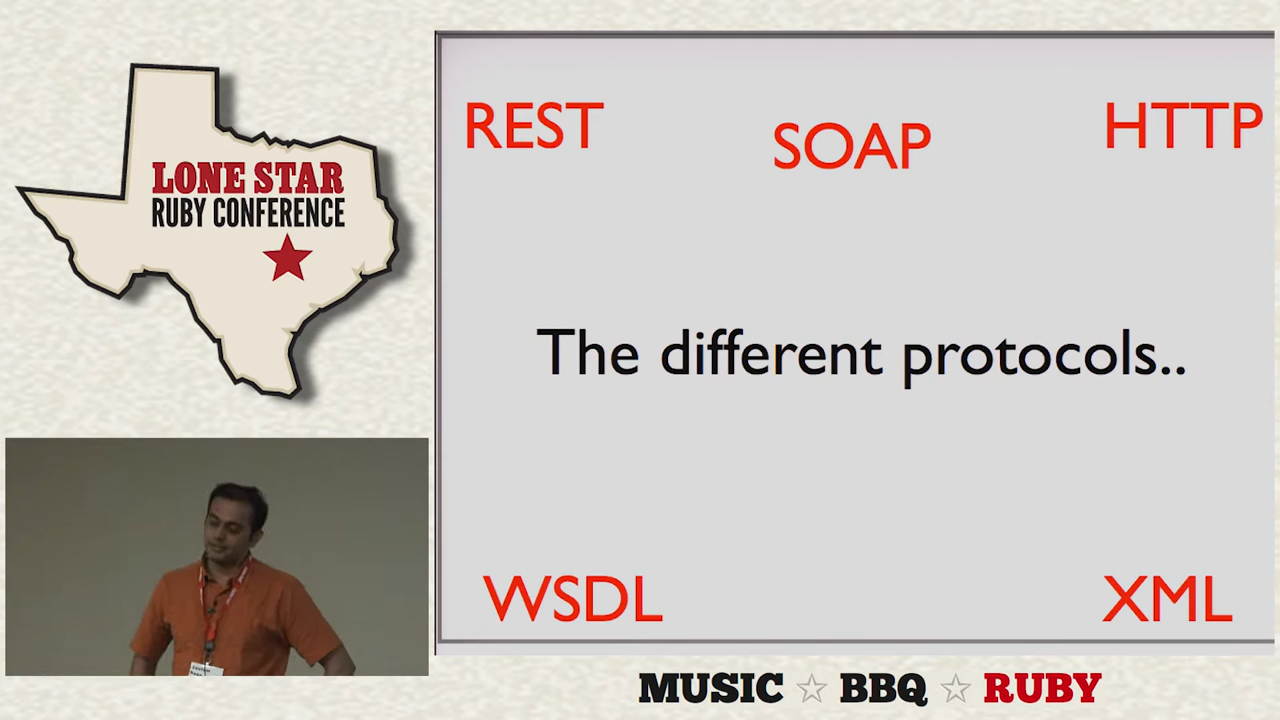 LONE STAR
RUBY CONFERENCE
REST
SOAP
HTTP
The different protocols..
WSDL
XML
MUSIC ☆ BBQ ☆ RUBY